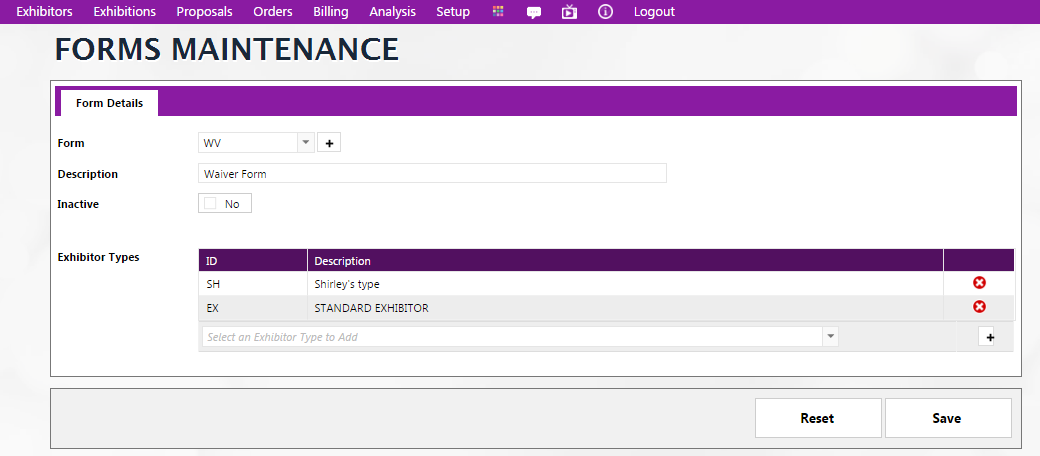 Exhibitors Exhibitions Proposals Orders Billing Analysis Setup Logout
FORMS MAINTENANCE
Form Details
Form WV
Description Waiver Form
Inactive No
Exhibitor Types ID Description
SH Shirley's type
EX STANDARD EXHIBITOR
Select an Exhibitor Type to Add
Reset Save